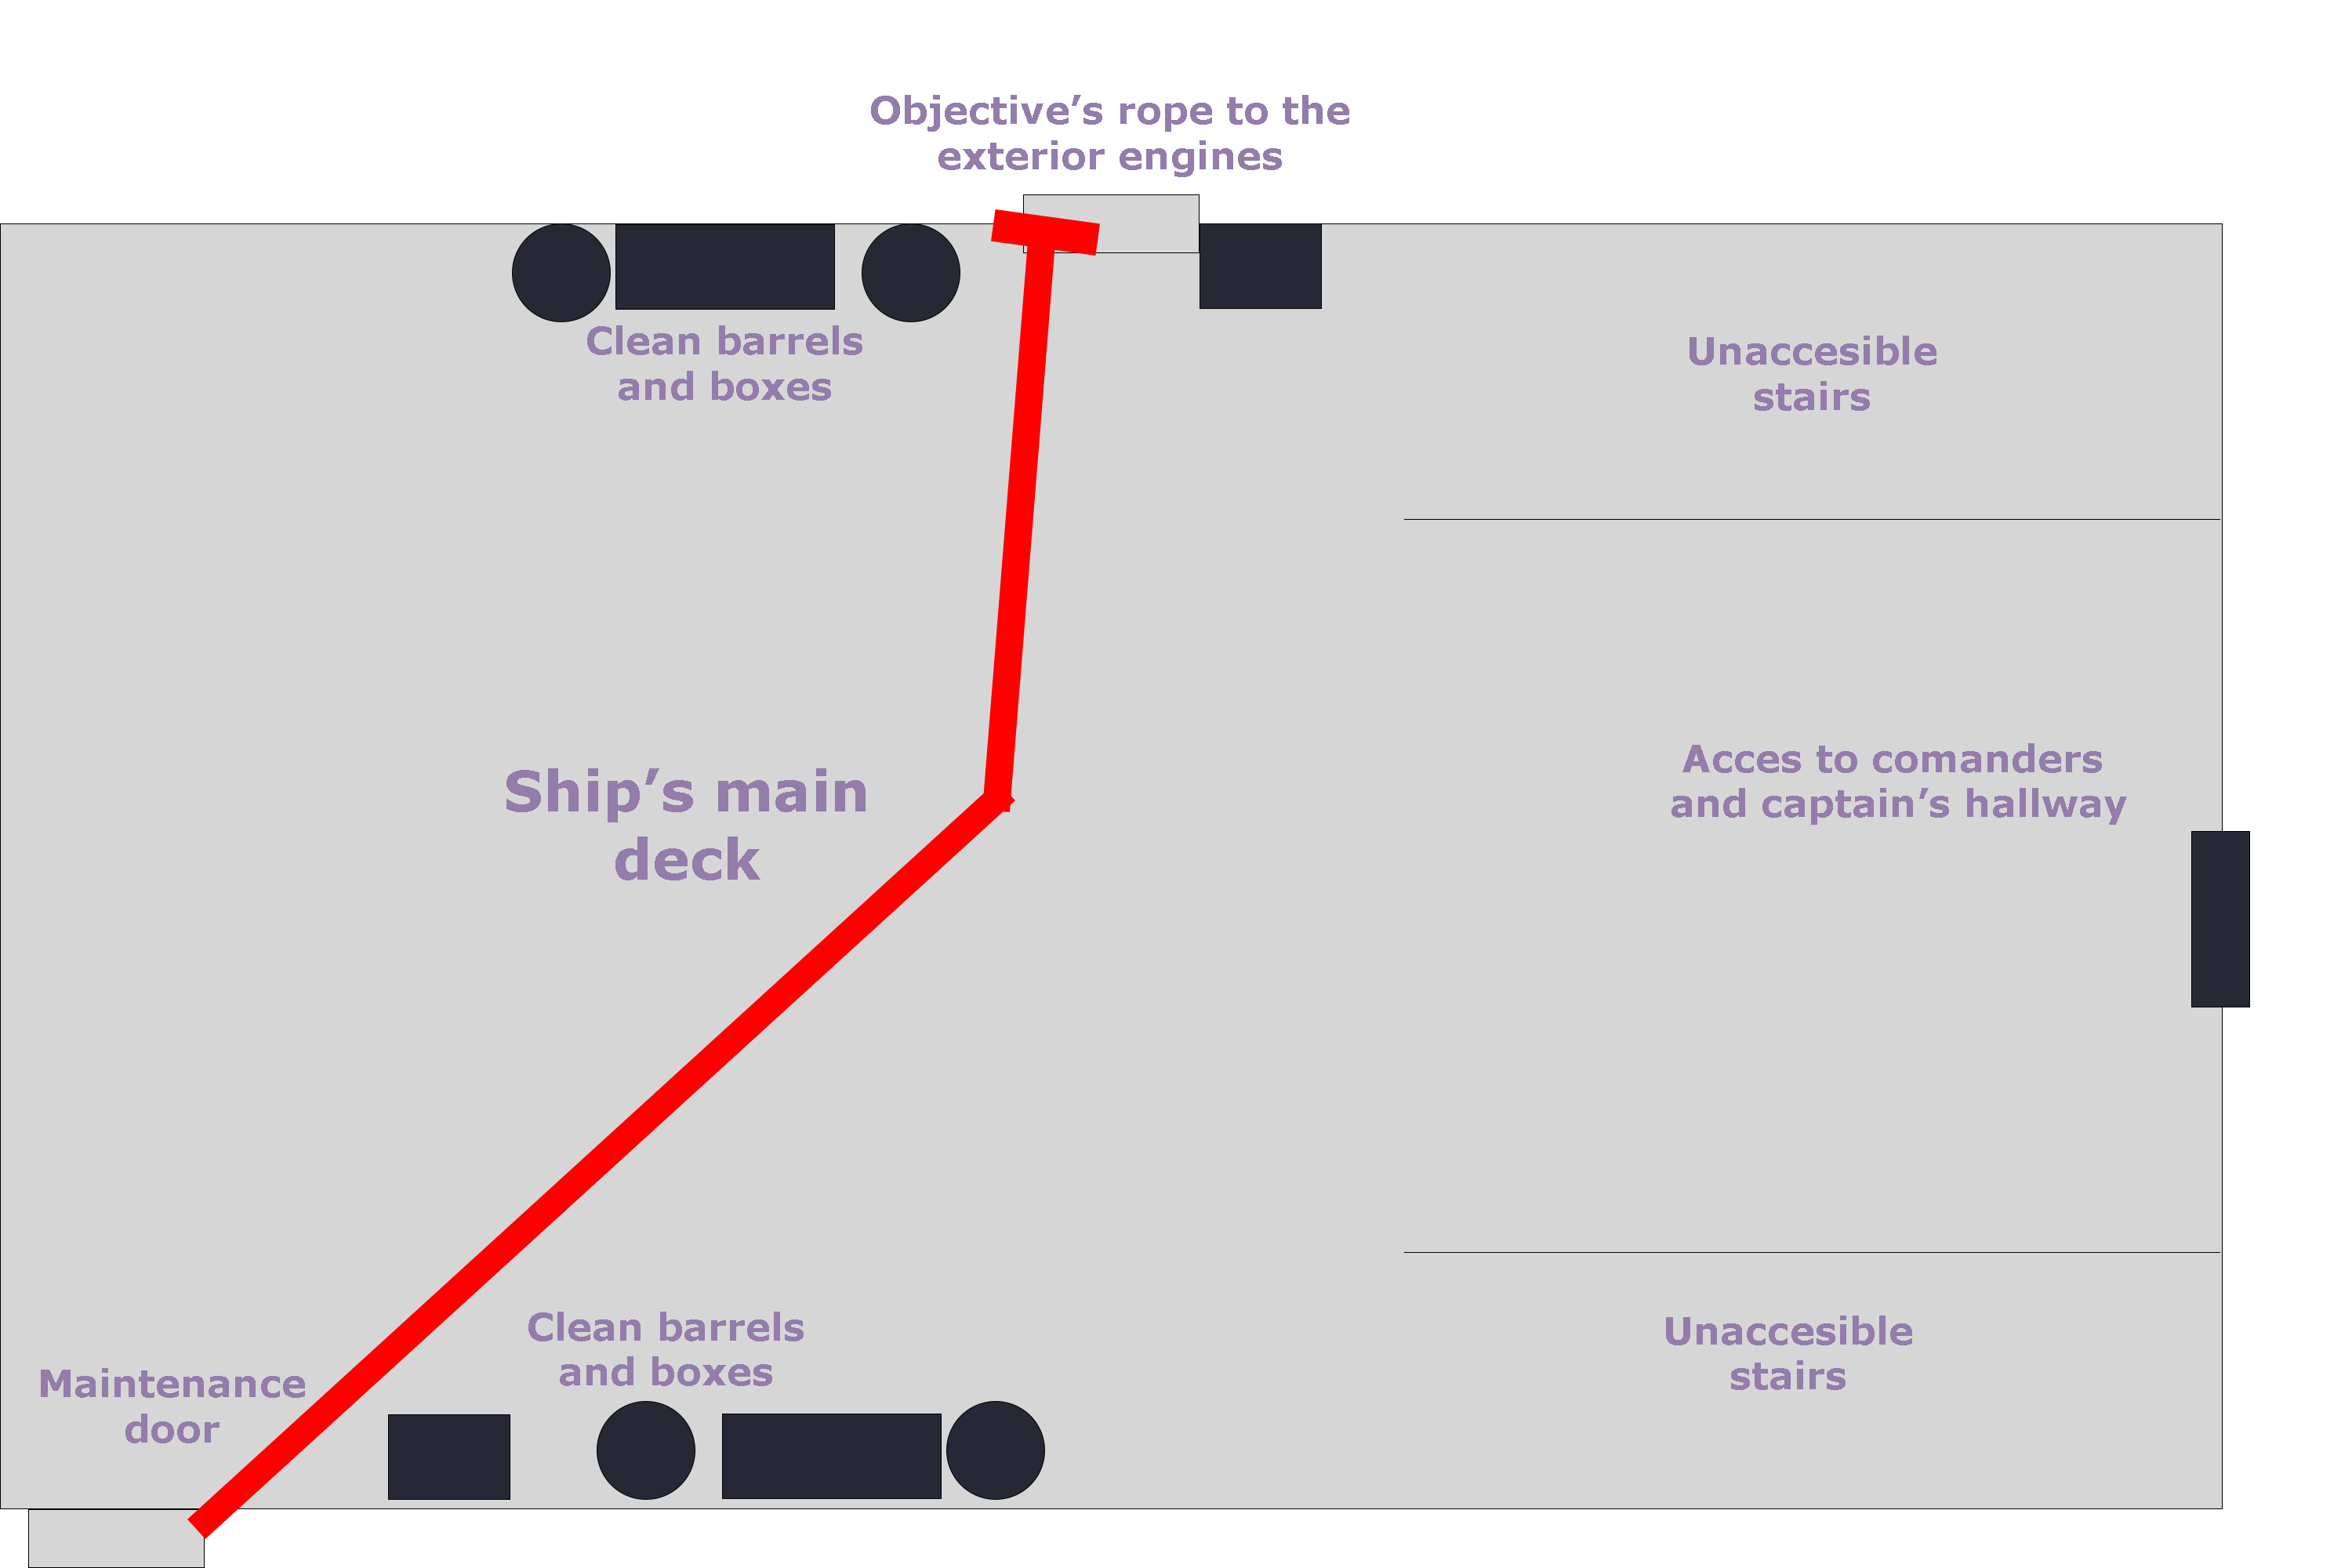 Objective’s rope to the
exterior engines
Clean barrels
and boxes
Unaccesible
stairs
Acces to comanders
and captain’s hallway
Ship’s main
deck
Clean barrels
and boxes
Unaccesible
stairs
Maintenance
door